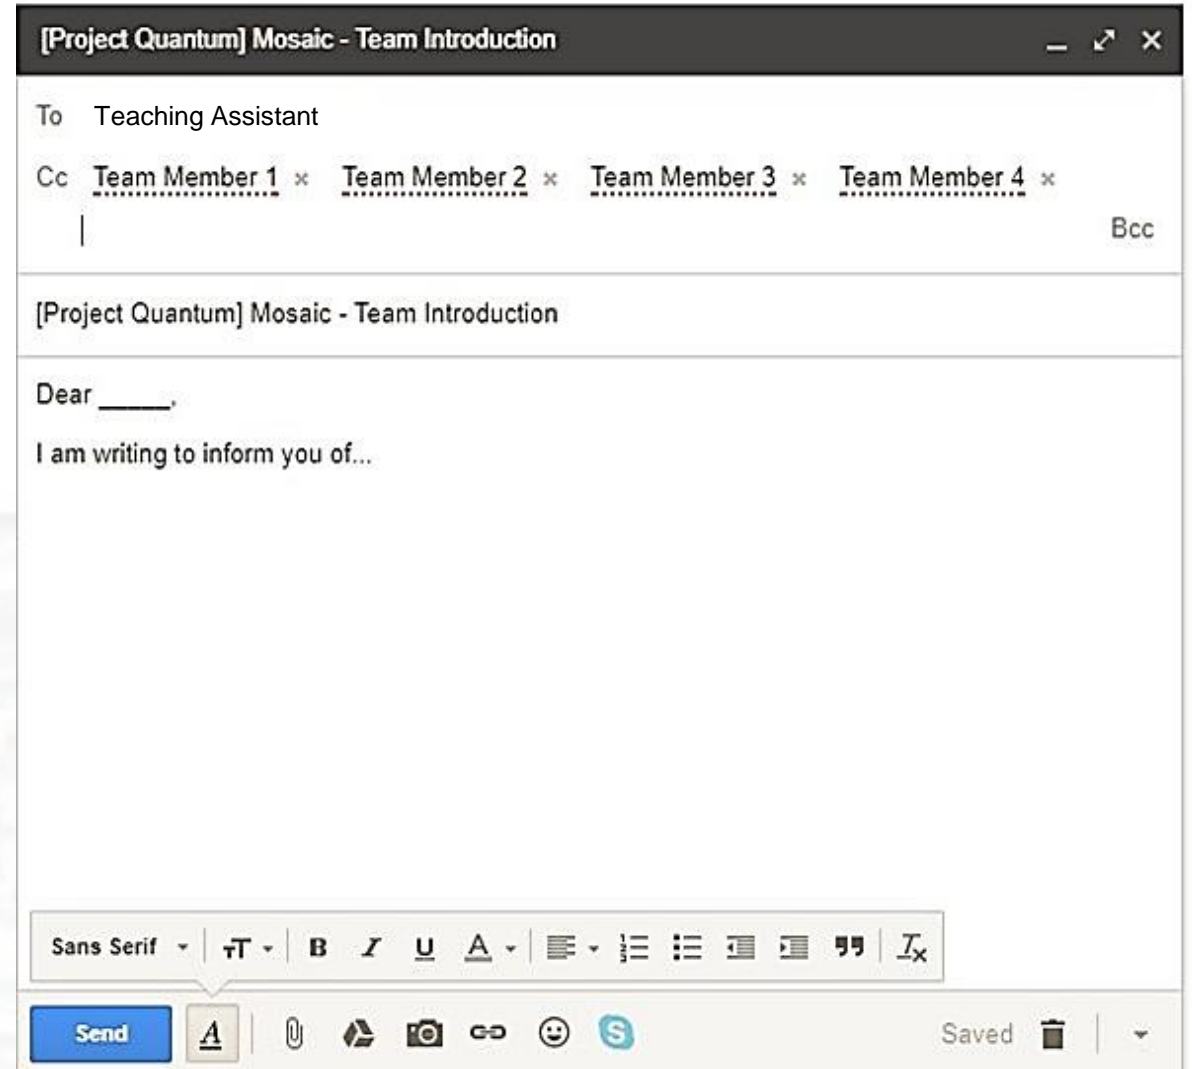 [Project Quantum] Mosaic - Team Introduction
To Teaching Assistant
Cc Team Member 1 × Team Member 2 × Team Member 3 × Team Member 4 ×
Bcc
[Project Quantum] Mosaic - Team Introduction
Dear _____,
I am writing to inform you of...
Sans Serif TT B I U A Tx
Send A S Saved